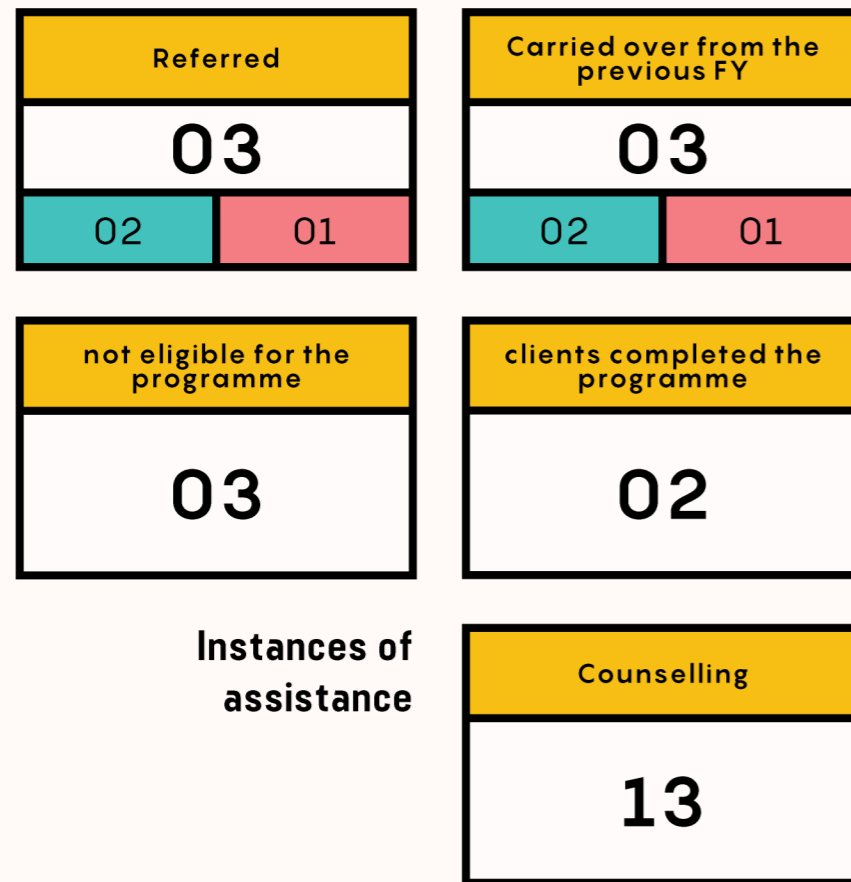 Referred
Carried over from the
previous FY
03
03
02
01
02
01
not eligible for the
programme
clients completed the
programme
03
02
Instances of
assistance
Counselling
13